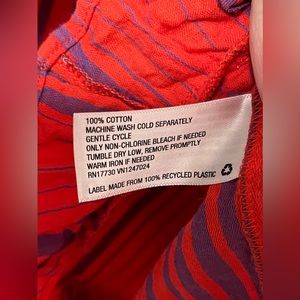 100% COTTON
MACHINE WASH COLD SEPARATELY
GENTLE CYCLE
ONLY NON-CHLORINE BLEACH IF NEEDED
TUMBLE DRY LOW, REMOVE PROMPTLY
WARM IRON IF NEEDED
RN17730 VN1247024
LABEL MADE FROM 100% RECYCLED PLASTIC